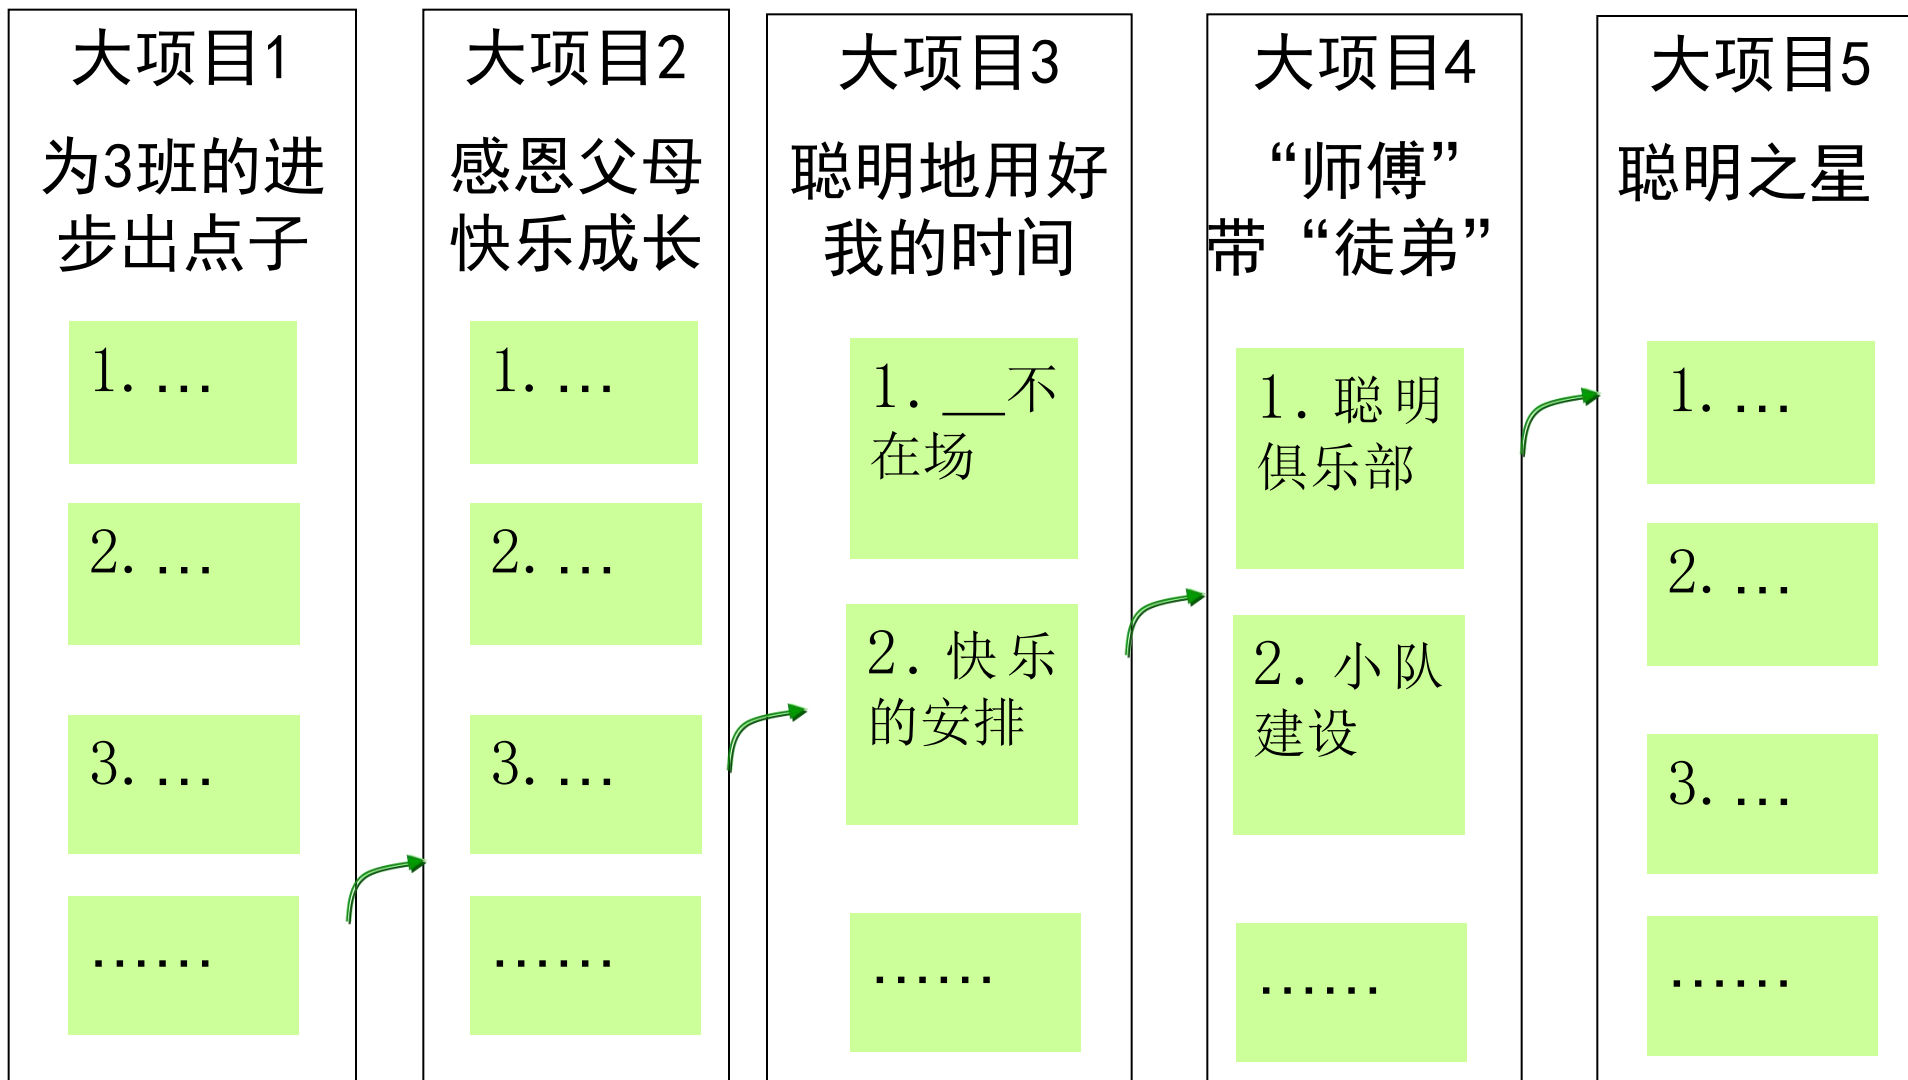 大项目1
为3班的进
步出点子
1. …
2. …
3. …
……
大项目2
感恩父母
快乐成长
1. …
2. …
3. …
……
大项目3
聪明地用好
我的时间
1. __不
在场
2. 快乐
的安排
……
大项目4
“师傅”
带“徒弟”
1. 聪明
俱乐部
2. 小队
建设
……
大项目5
聪明之星
1. …
2. …
3. …
……